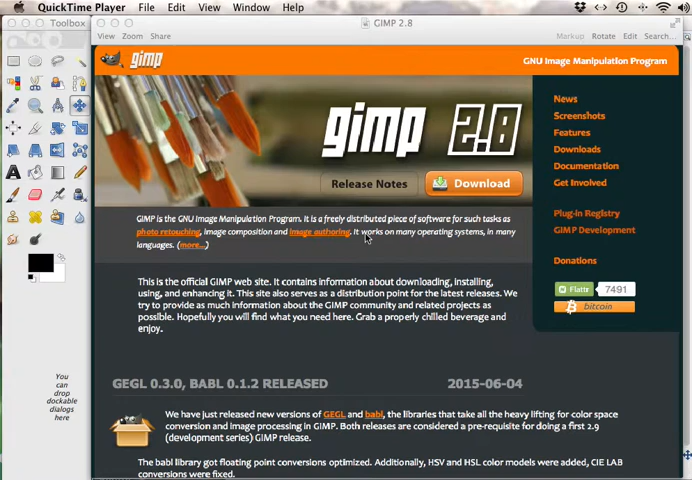 QuickTime Player File Edit View Window Help
Toolbox
GIMP 2.8
View Zoom Share Markup Rotate Edit Search...
gimp
GNU Image Manipulation Program
gimp 2.8
Release Notes
Download
News
Screenshots
Features
Downloads
Documentation
Get Involved
Plug-in Registry
GIMP Development
Donations
Flattr 7491
bitcoin
GIMP is the GNU Image Manipulation Program. It is a freely distributed piece of software for such tasks as
photo retouching, image composition and image authoring. It works on many operating systems, in many
languages. (more...)
This is the official GIMP web site. It contains information about downloading, installing,
using, and enhancing it. This site also serves as a distribution point for the latest releases. We
try to provide as much information about the GIMP community and related projects as
possible. Hopefully you will find what you need here. Grab a properly chilled beverage and
enjoy.
GEGL 0.3.0, BABL 0.1.2 RELEASED 2015-06-04
We have just released new versions of GEGL and babl, the libraries that take all the heavy lifting for color space
conversion and image processing in GIMP. Both releases are considered a pre-requisite for doing a first 2.9
(development series) GIMP release.
The babl library got floating point conversions optimized. Additionally, HSV and HSL color models were added, CIE LAB
conversions were fixed.
You
can
drop
dockable
dialogs
here